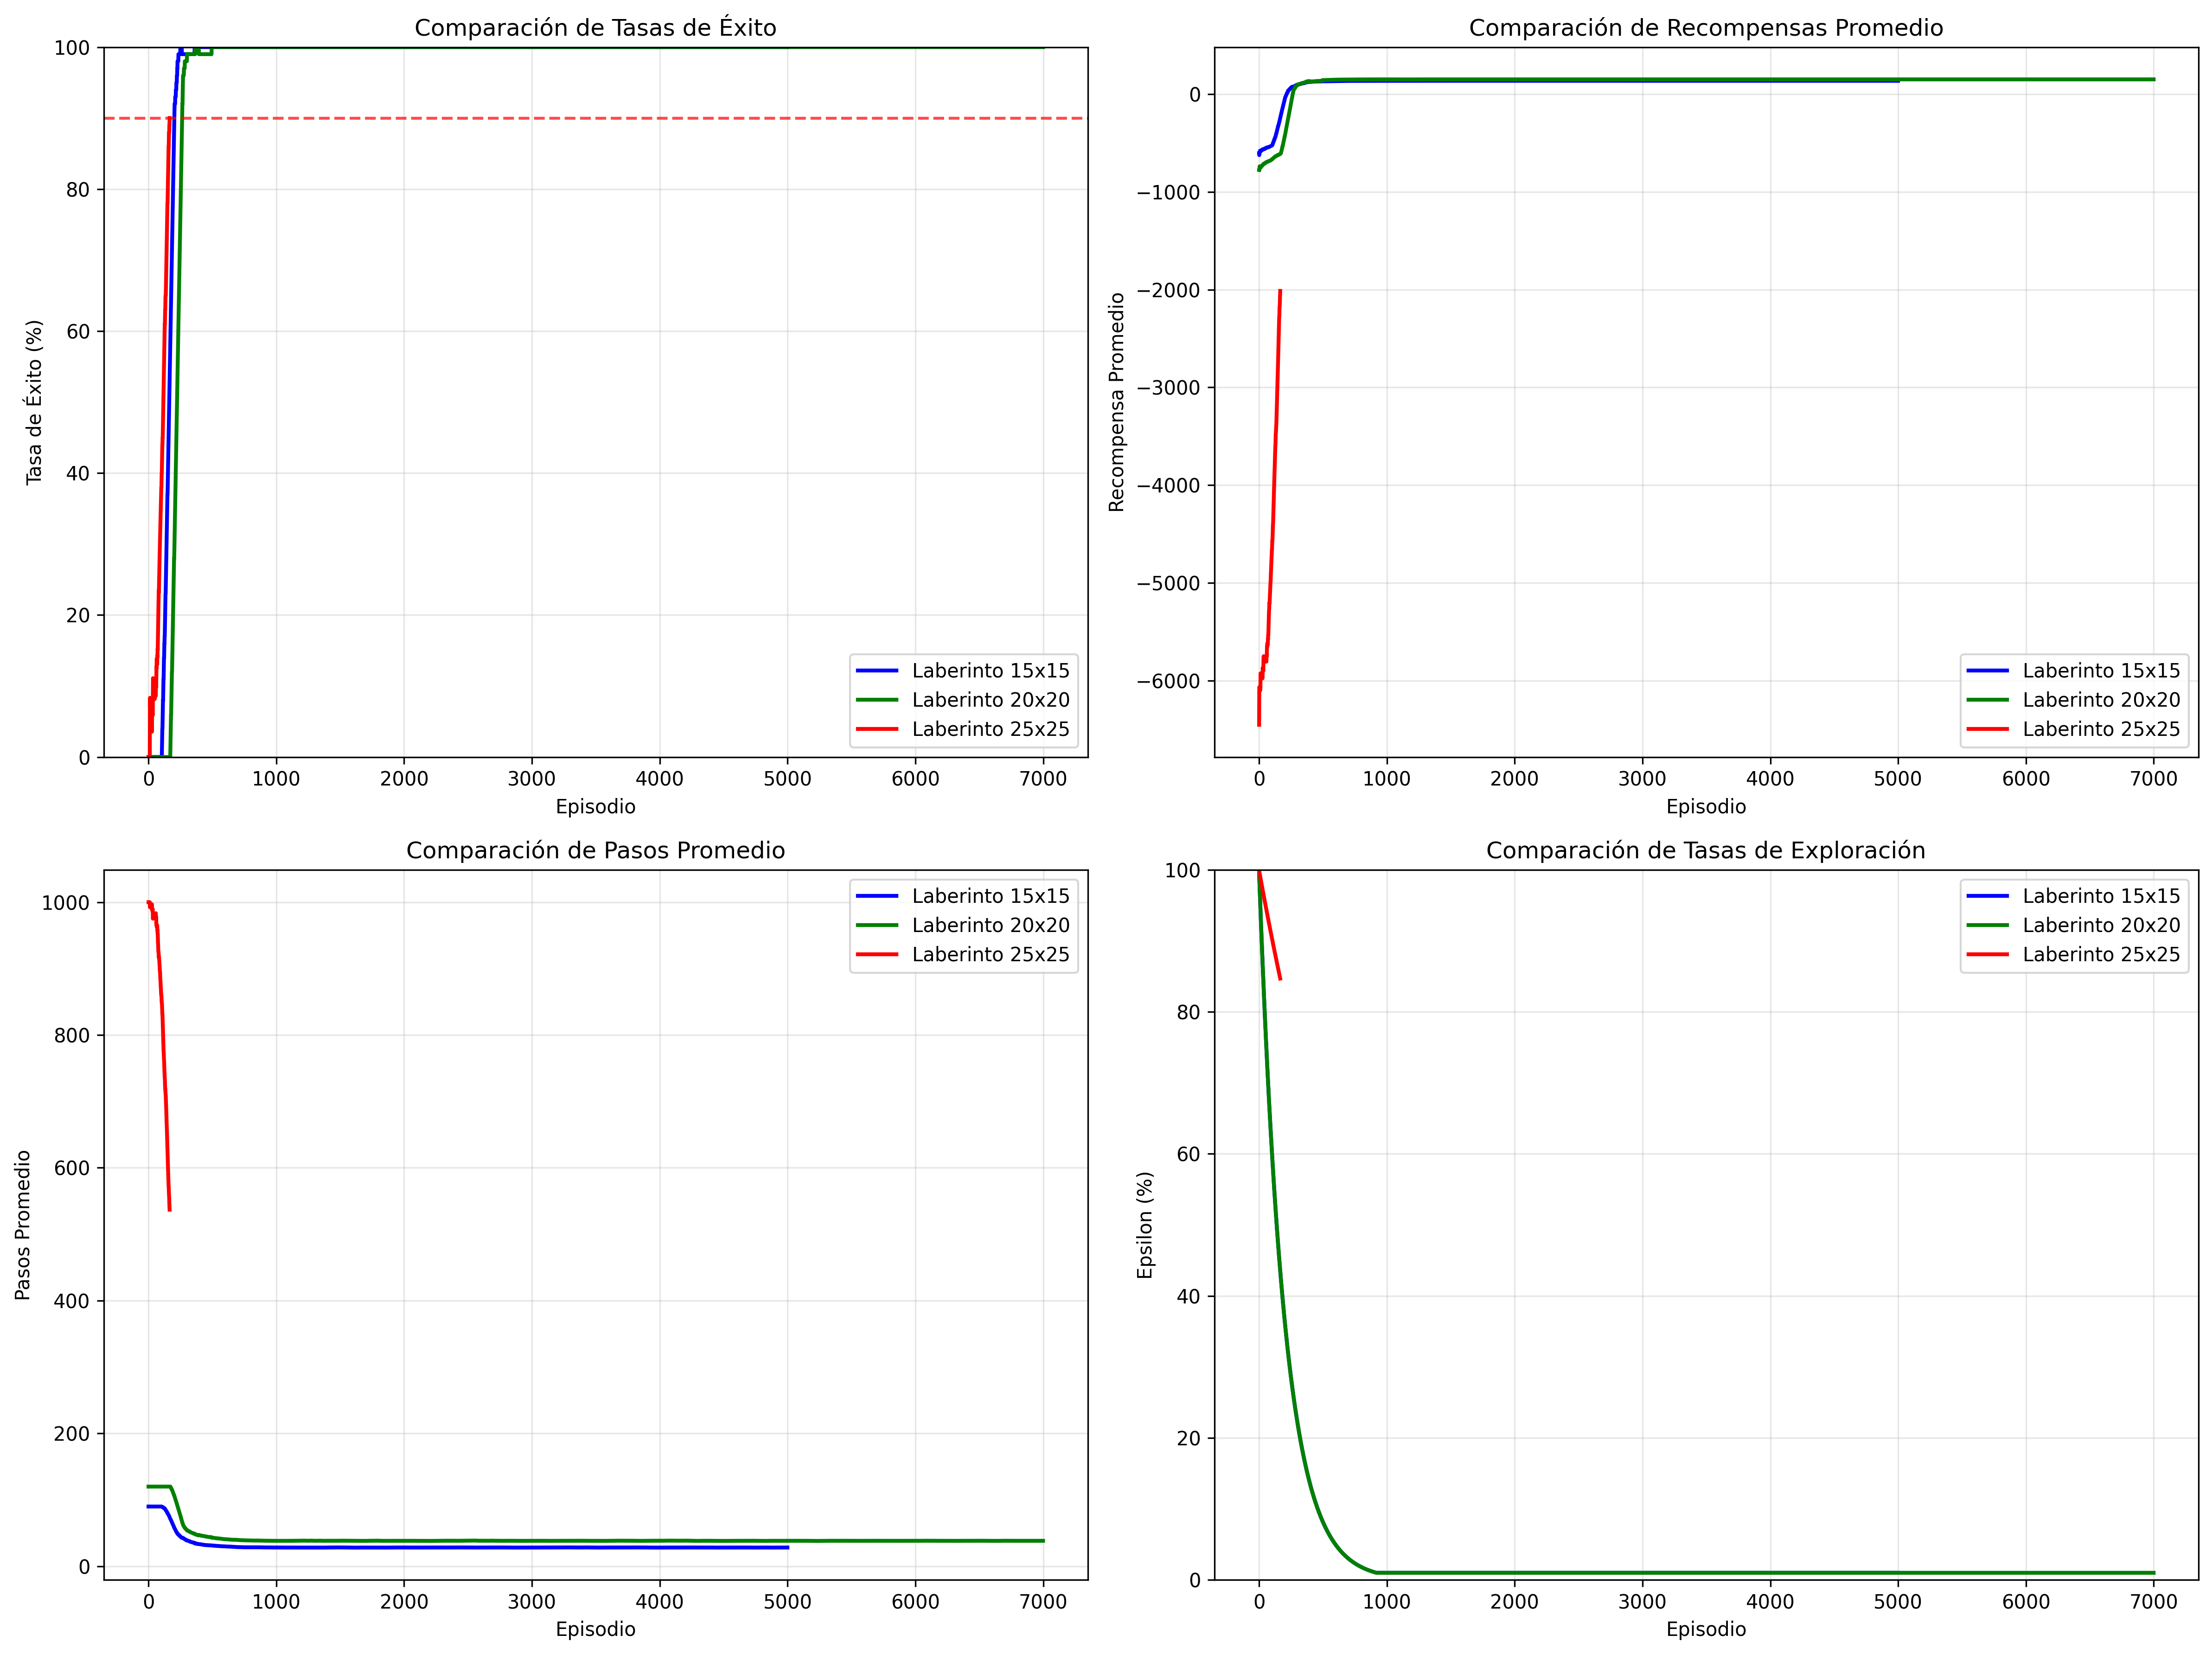 Comparación de Tasas de Éxito
100
80
60
40
20
0
Tasa de Éxito (%)
0 1000 2000 3000 4000 5000 6000 7000
Episodio
Laberinto 15x15
Laberinto 20x20
Laberinto 25x25
Comparación de Recompensas Promedio
0
−1000
−2000
−3000
−4000
−5000
−6000
Recompensa Promedio
0 1000 2000 3000 4000 5000 6000 7000
Episodio
Laberinto 15x15
Laberinto 20x20
Laberinto 25x25
Comparación de Pasos Promedio
1000
800
600
400
200
0
Pasos Promedio
0 1000 2000 3000 4000 5000 6000 7000
Episodio
Laberinto 15x15
Laberinto 20x20
Laberinto 25x25
Comparación de Tasas de Exploración
100
80
60
40
20
0
Epsilon (%)
0 1000 2000 3000 4000 5000 6000 7000
Episodio
Laberinto 15x15
Laberinto 20x20
Laberinto 25x25